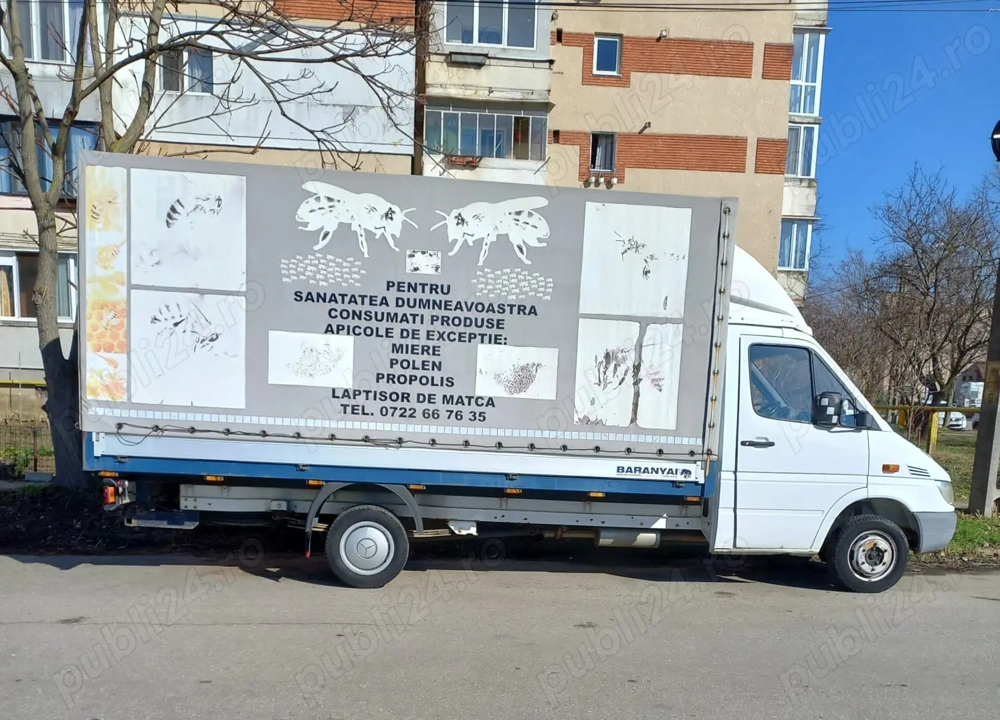 PENTRU
SANATATEA DUMNEAVOASTRA
CONSUMATI PRODUSE
APICOLE DE EXCEPTIE:
MIERE
POLEN
PROPOLIS
LAPTISOR DE MATCA
TEL. 0722 66 76 35
BARANYAI
publi24.ro